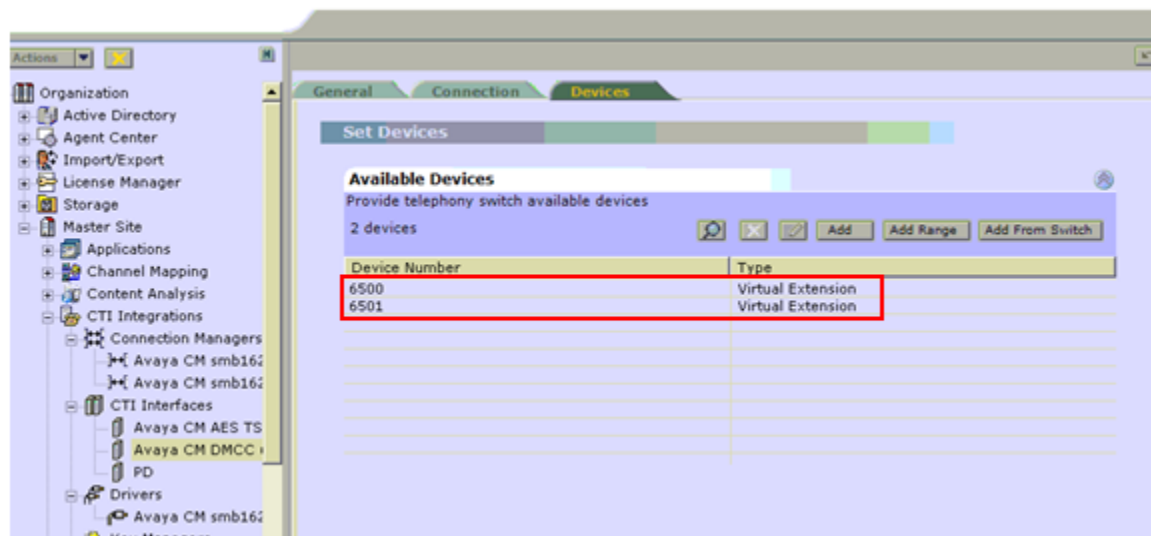 Actions
Organization
Active Directory
Agent Center
Import/Export
License Manager
Storage
Master Site
Applications
Channel Mapping
Content Analysis
CTI Integrations
Connection Managers
Avaya CM smb162
Avaya CM smb162
CTI Interfaces
Avaya CM AES TS
Avaya CM DMCC
PD
Drivers
Avaya CM smb162
General Connection Devices
Set Devices
Available Devices
Provide telephony switch available devices
2 devices Add Add Range Add From Switch
Device Number Type
6500 Virtual Extension
6501 Virtual Extension